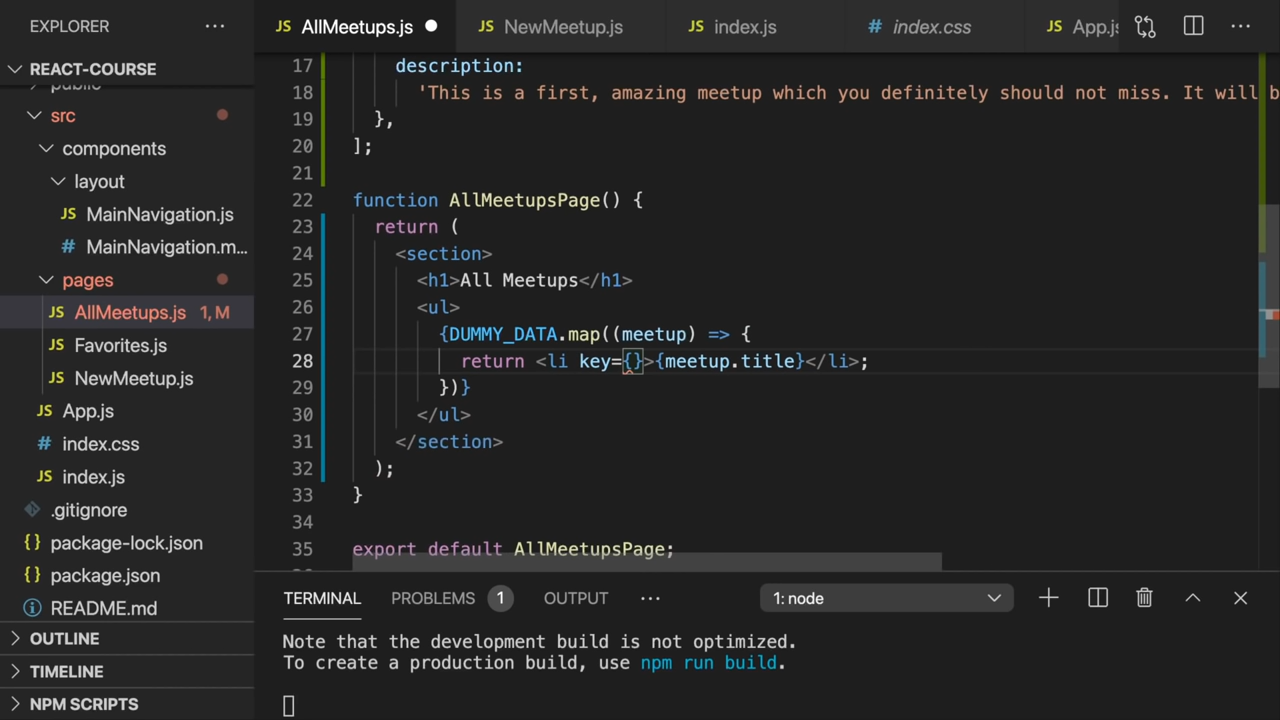 EXPLORER
···
REACT-COURSE
public
src
components
layout
JS MainNavigation.js
# MainNavigation.m...
pages
JS AllMeetups.js 1, M
JS Favorites.js
JS NewMeetup.js
JS App.js
# index.css
JS index.js
.gitignore
{} package-lock.json
{} package.json
README.md
OUTLINE
TIMELINE
NPM SCRIPTS
JS AllMeetups.js
JS NewMeetup.js
JS index.js
# index.css
JS App.js
17 description:
18 'This is a first, amazing meetup which you definitely should not miss. It will b
19 },
20 ];
21
22 function AllMeetupsPage() {
23 return (
24 <section>
25 <h1>All Meetups</h1>
26 <ul>
27 {DUMMY_DATA.map((meetup) => {
28 return <li key={}>{meetup.title}</li>;
29 })}
30 </ul>
31 </section>
32 );
33 }
34
35 export default AllMeetupsPage;
TERMINAL PROBLEMS 1 OUTPUT ··· 1: node
Note that the development build is not optimized.
To create a production build, use npm run build.